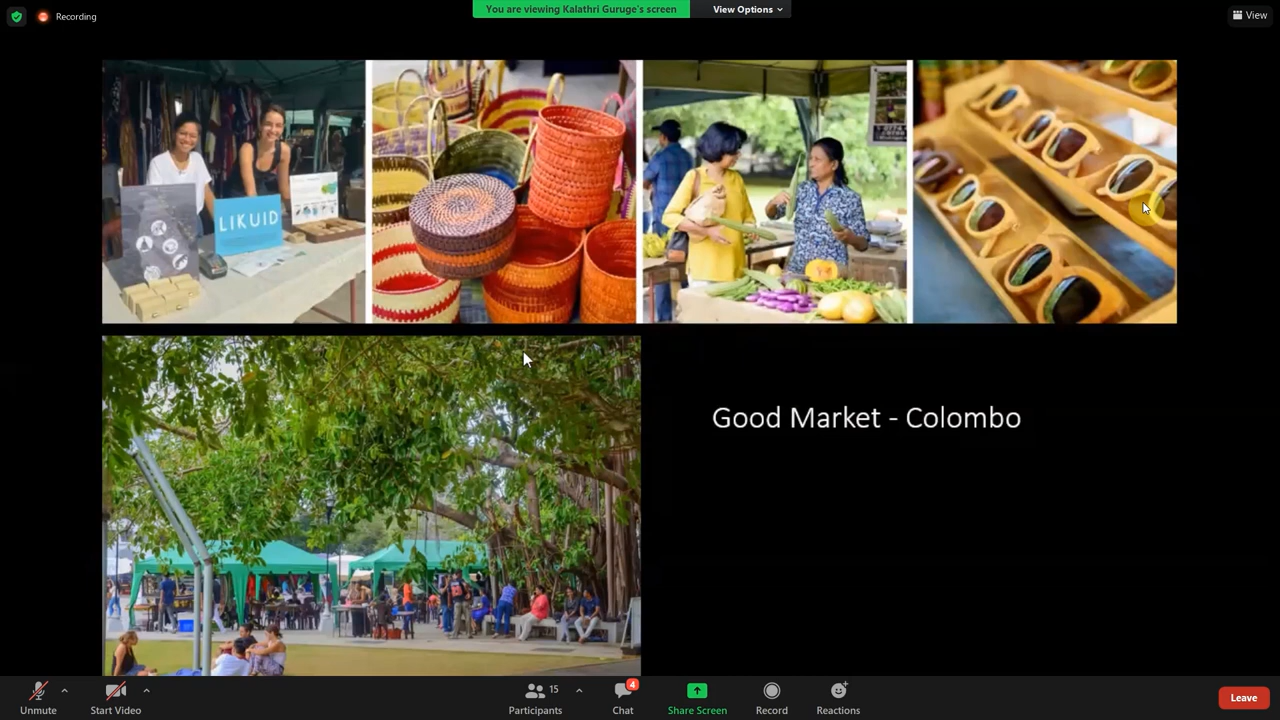 Recording
You are viewing Kalathri Guruge's screen
View Options
View
LIKUID
Good Market - Colombo
Unmute
Start Video
15
Participants
4
Chat
Share Screen
Record
Reactions
Leave